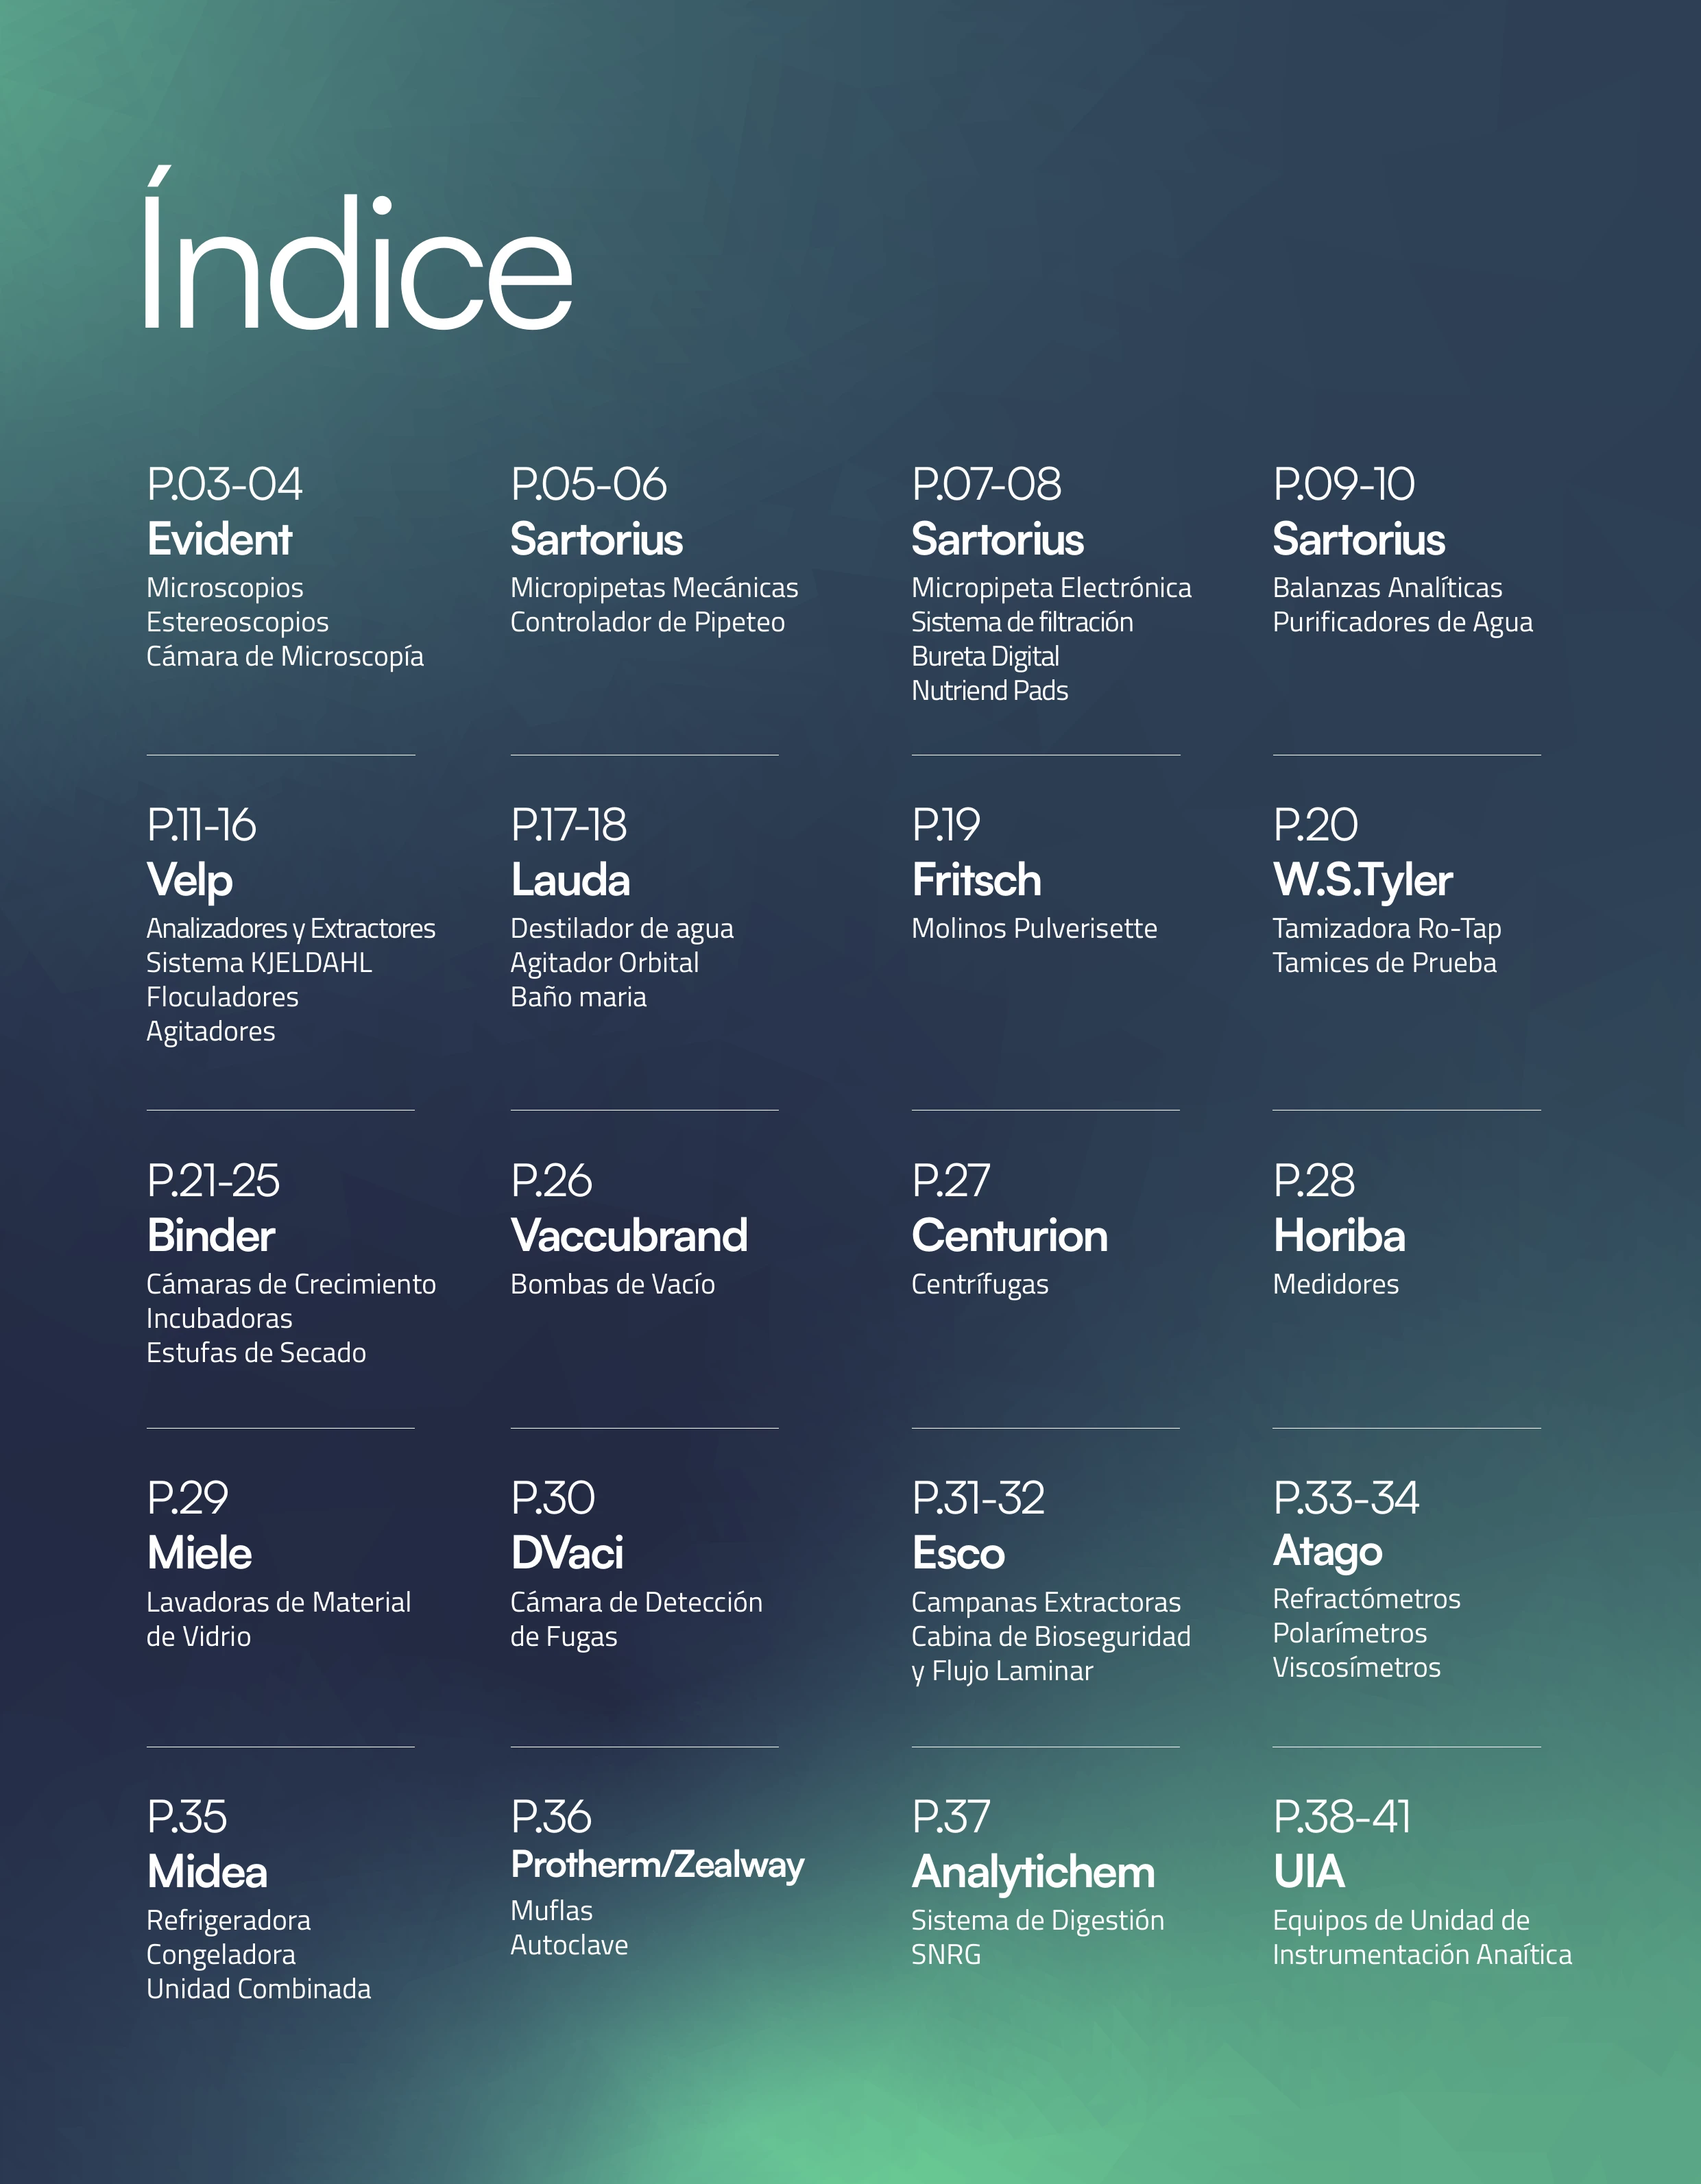 Índice
P.03-04
Evident
Microscopios
Estereoscopios
Cámara de Microscopía
P.05-06
Sartorius
Micropipetas Mecánicas
Controlador de Pipeteo
P.07-08
Sartorius
Micropipeta Electrónica
Sistema de filtración
Bureta Digital
Nutriend Pads
P.09-10
Sartorius
Balanzas Analíticas
Purificadores de Agua
P.11-16
Velp
Analizadores y Extractores
Sistema KJELDAHL
Floculadores
Agitadores
P.17-18
Lauda
Destilador de agua
Agitador Orbital
Baño maria
P.19
Fritsch
Molinos Pulverisette
P.20
W.S.Tyler
Tamizadora Ro-Tap
Tamices de Prueba
P.21-25
Binder
Cámaras de Crecimiento
Incubadoras
Estufas de Secado
P.26
Vaccubrand
Bombas de Vacío
P.27
Centurion
Centrífugas
P.28
Horiba
Medidores
P.29
Miele
Lavadoras de Material
de Vidrio
P.30
DVaci
Cámara de Detección
de Fugas
P.31-32
Esco
Campanas Extractoras
Cabina de Bioseguridad
y Flujo Laminar
P.33-34
Atago
Refractómetros
Polarímetros
Viscosímetros
P.35
Midea
Refrigeradora
Congeladora
Unidad Combinada
P.36
Protherm/Zealway
Muflas
Autoclave
P.37
Analytichem
Sistema de Digestión
SNRG
P.38-41
UIA
Equipos de Unidad de
Instrumentación Anaítica